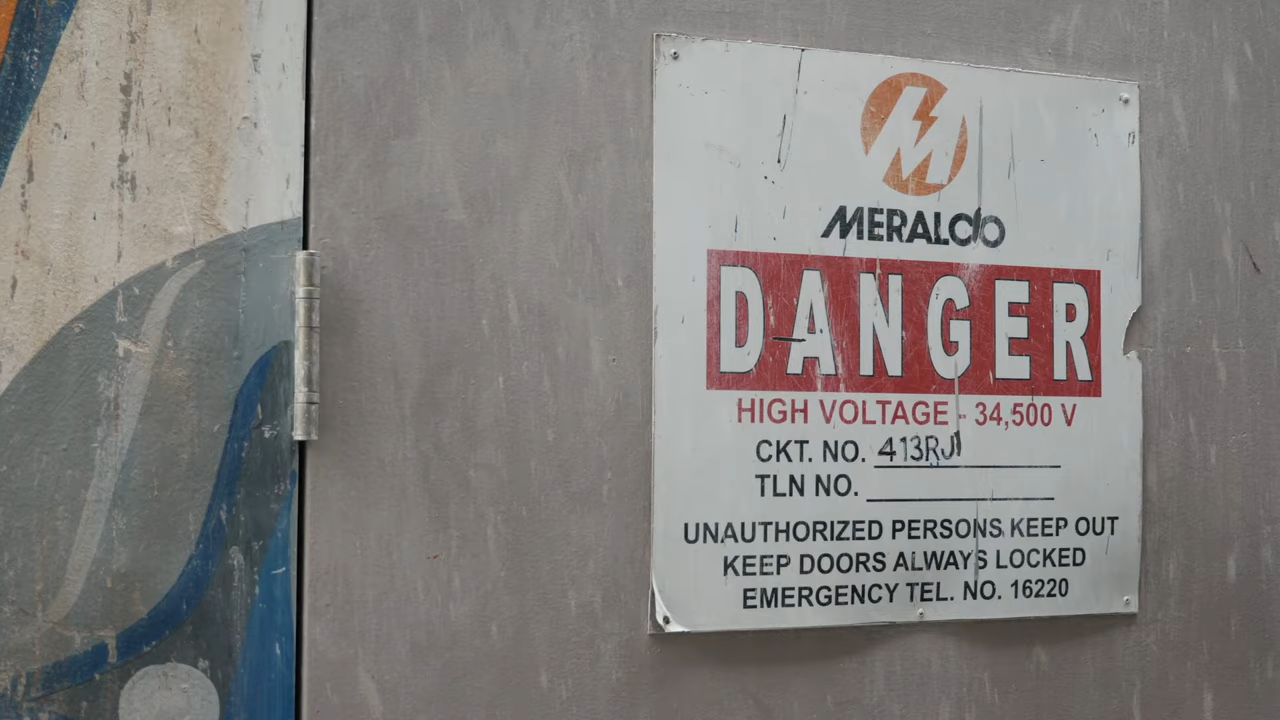 MERALCO
DANGER
HIGH VOLTAGE - 34,500 V
CKT. NO. 413RJ
TLN NO.
UNAUTHORIZED PERSONS KEEP OUT
KEEP DOORS ALWAYS LOCKED
EMERGENCY TEL. NO. 16220